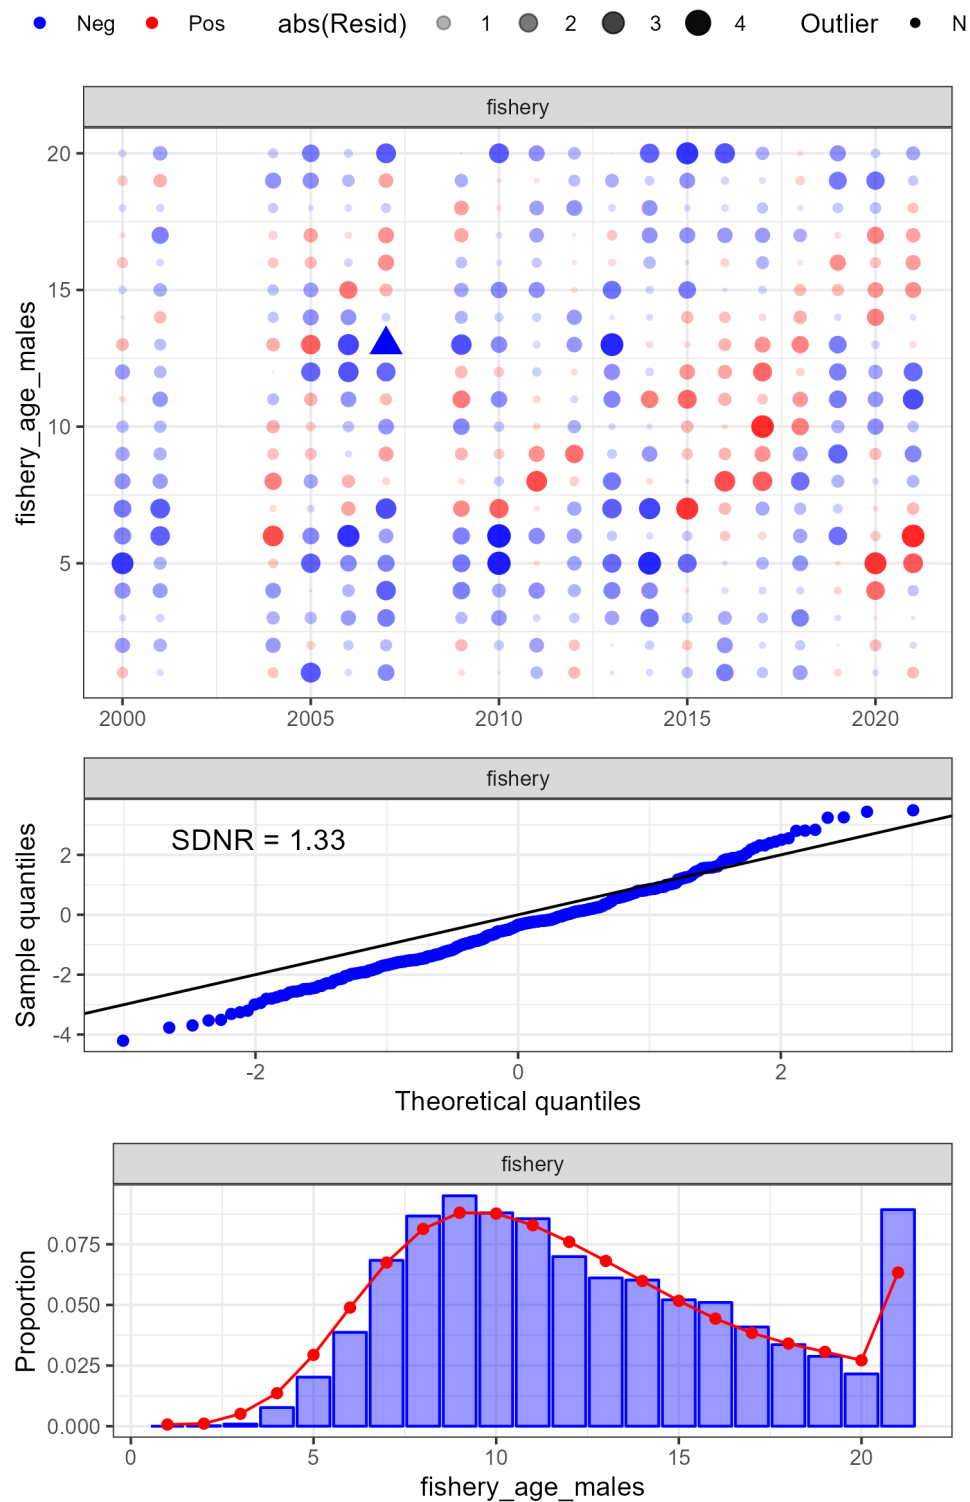 Neg Pos abs(Resid) 1 2 3 4 Outlier N
fishery
20
15
10
5
fishery_age_males
2000 2005 2010 2015 2020
fishery
SDNR = 1.33
2
0
-2
-4
Sample quantiles
-2 0 2
Theoretical quantiles
fishery
0.075
0.050
0.025
0.000
Proportion
0 5 10 15 20
fishery_age_males